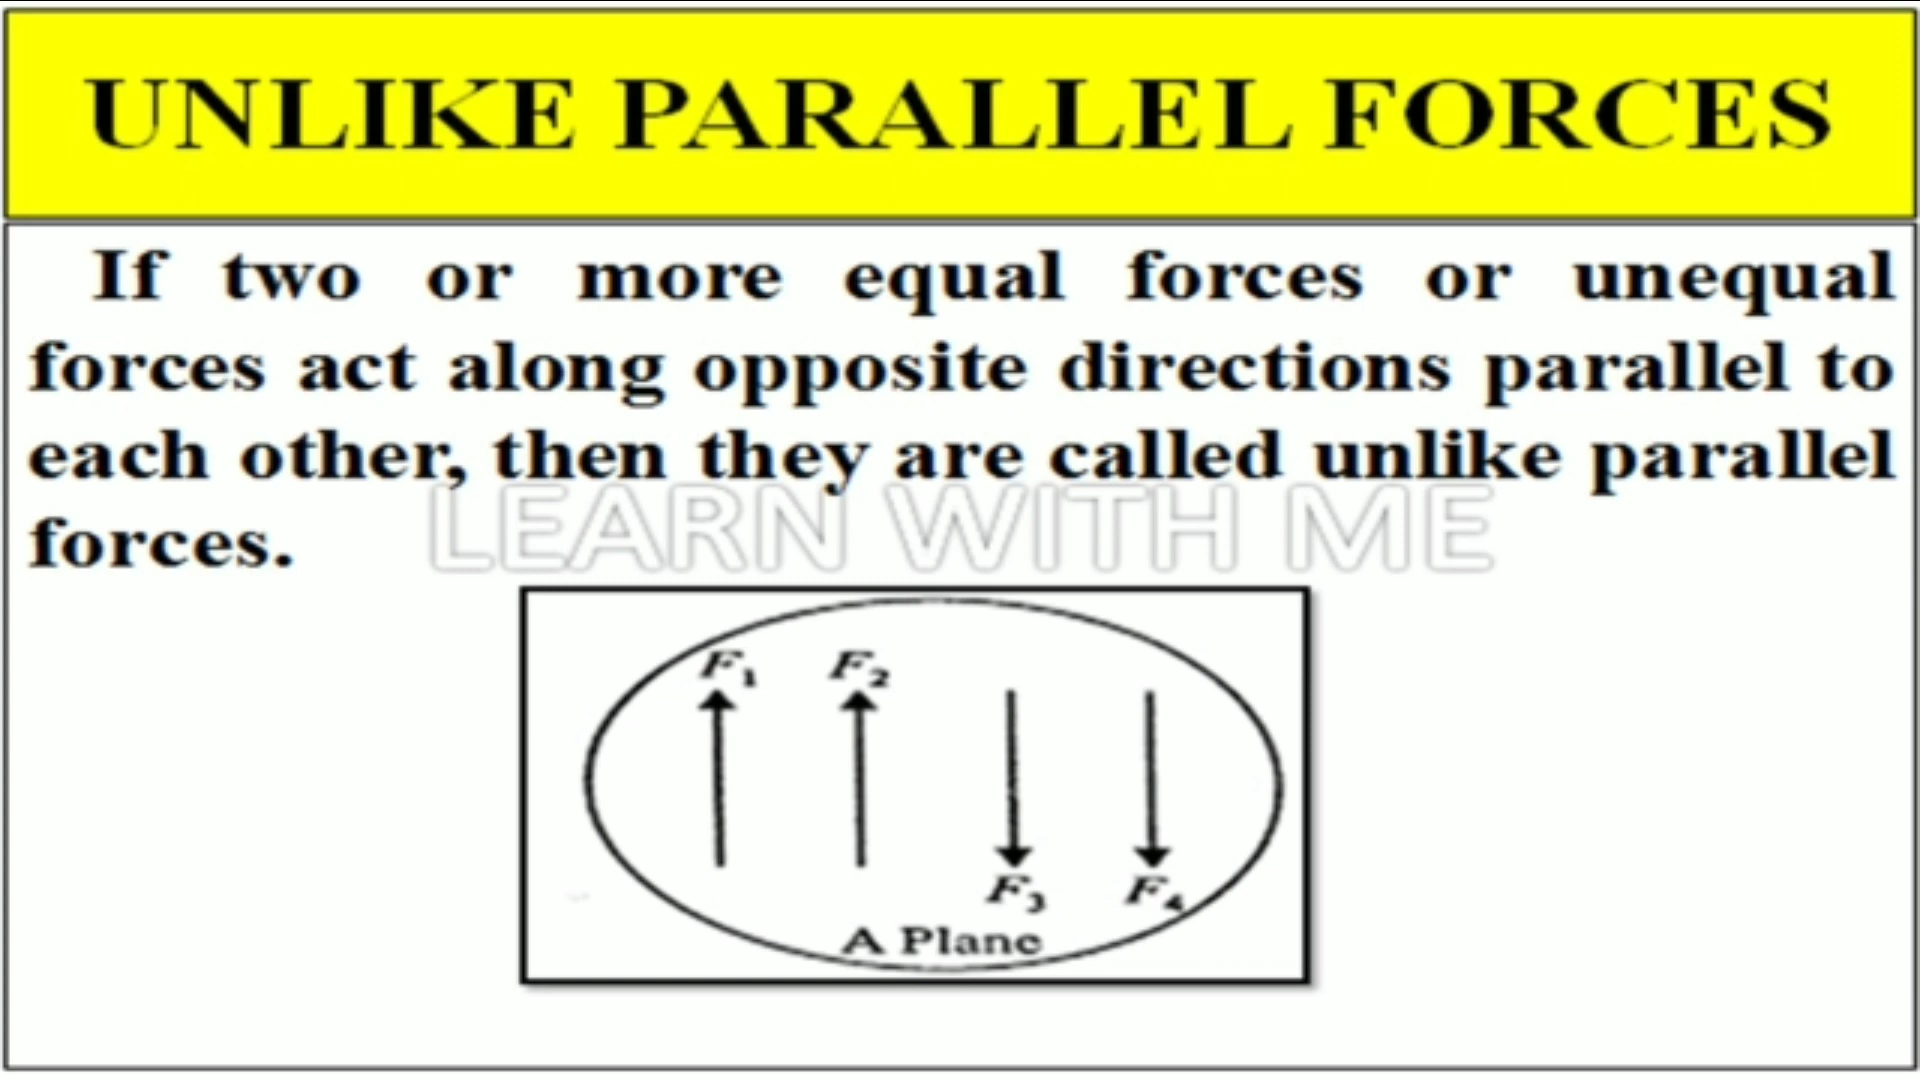 UNLIKE PARALLEL FORCES
If two or more equal forces or unequal
forces act along opposite directions parallel to
each other, then they are called unlike parallel
forces.
LEARN WITH ME
F₁ F₂
F₃ F₄
A Plane